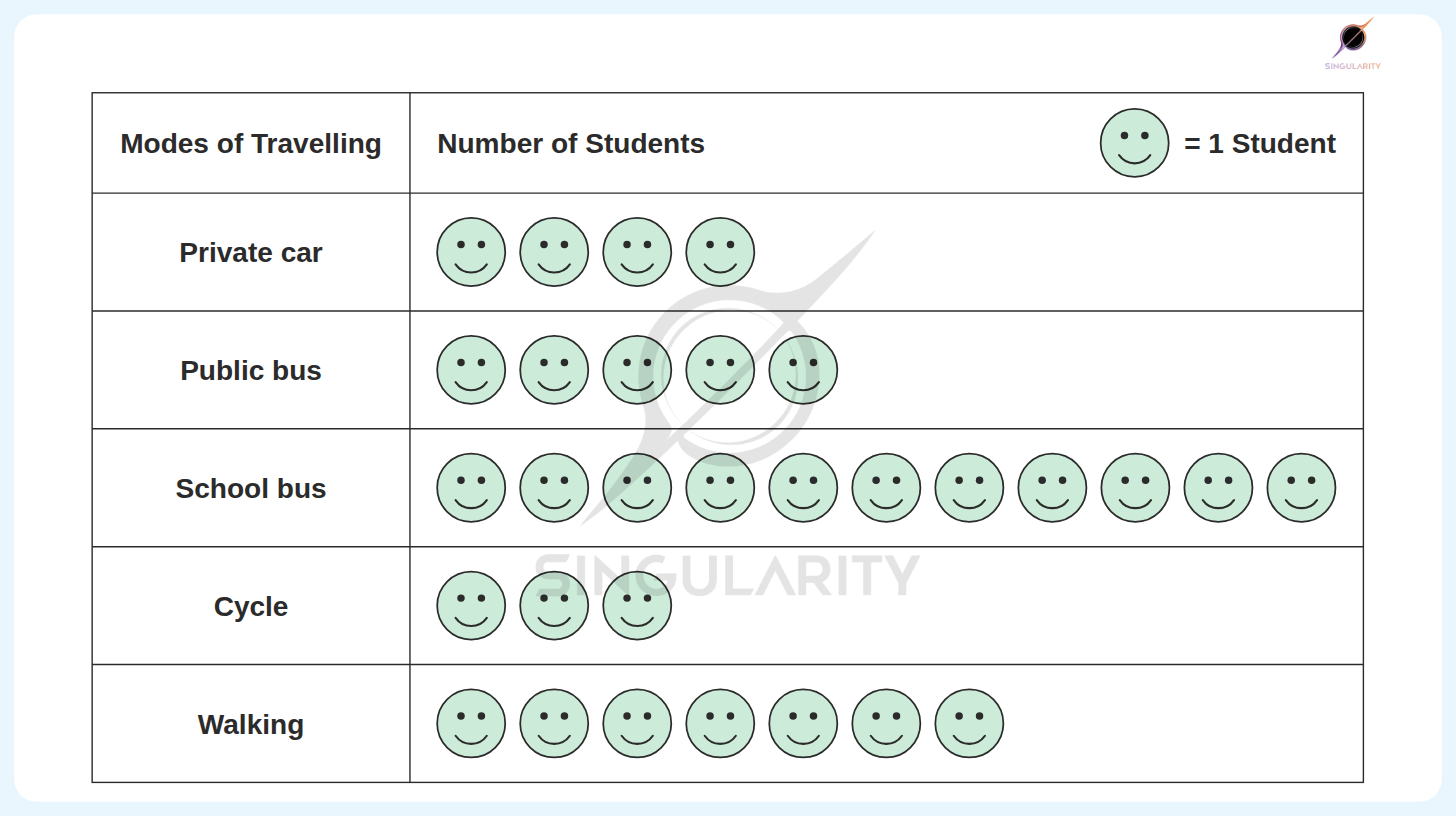 SINGULARITY
Modes of Travelling
Number of Students
= 1 Student
Private car
Public bus
School bus
SINGULARITY
Cycle
Walking